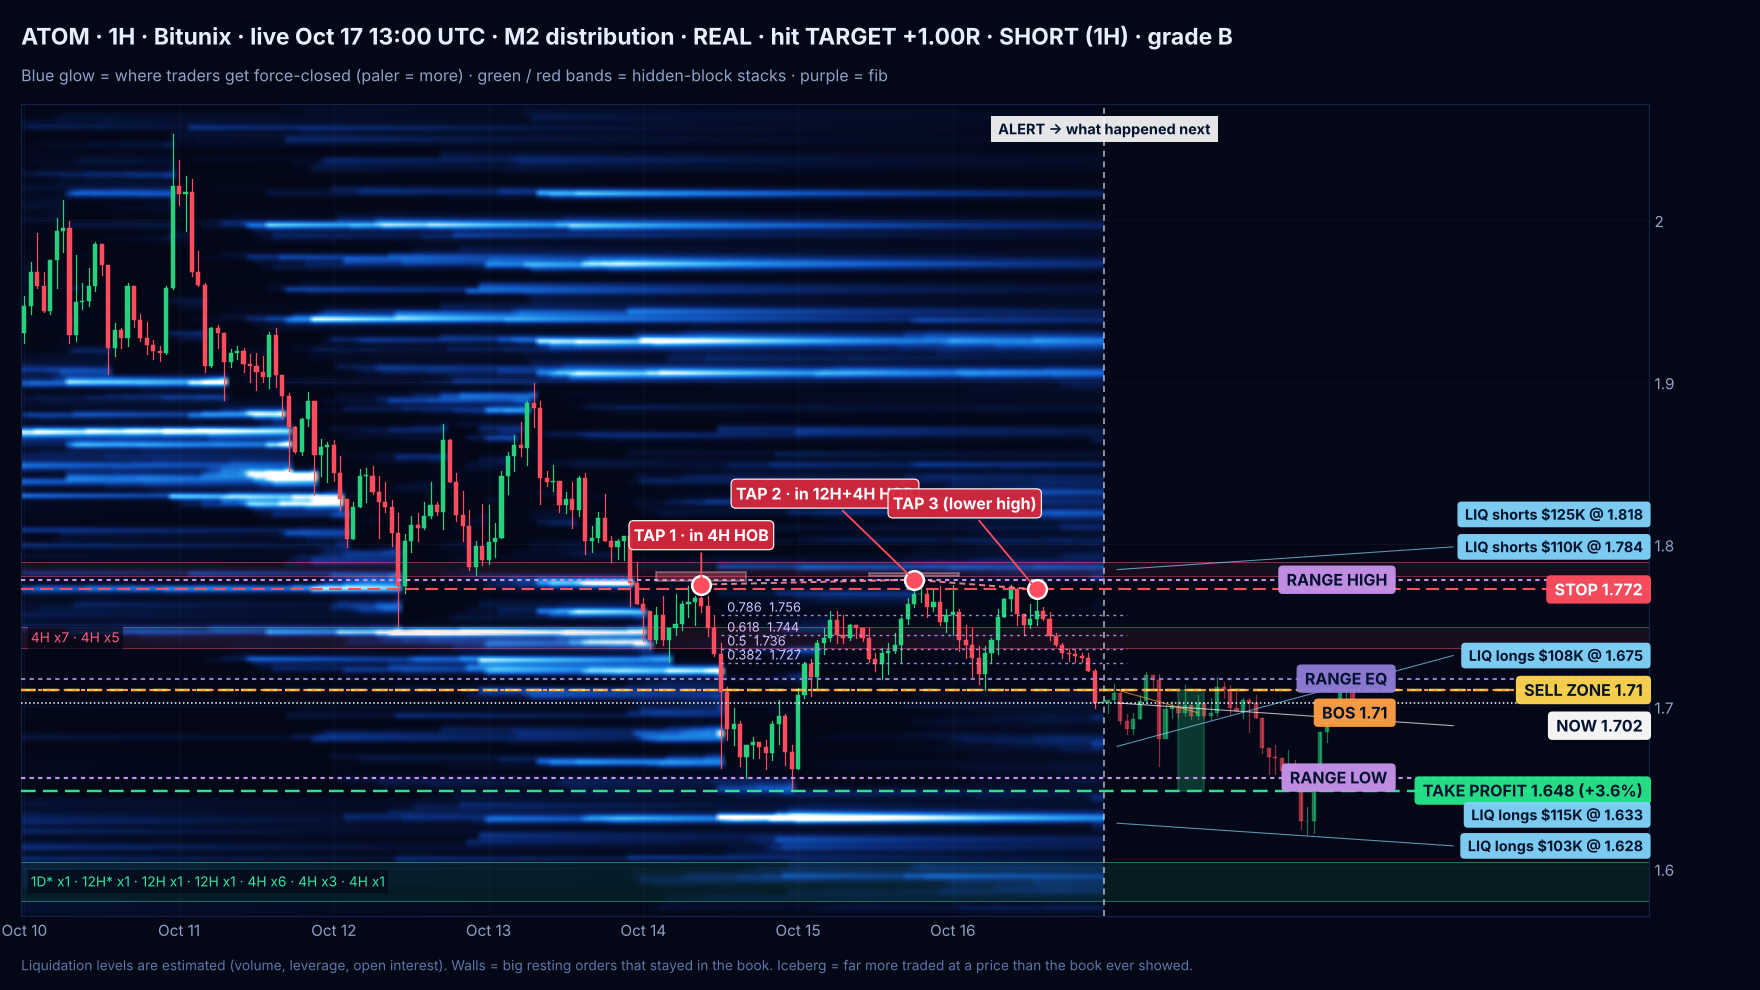 ATOM · 1H · Bitunix · live Oct 17 13:00 UTC · M2 distribution · REAL · hit TARGET +1.00R · SHORT (1H) · grade B
Blue glow = where traders get force-closed (paler = more) · green / red bands = hidden-block stacks · purple = fib
ALERT → what happened next
2
1.9
TAP 2 · in 12H+4H H
TAP 3 (lower high)
TAP 1 · in 4H HOB
LIQ shorts $125K @ 1.818
LIQ shorts $110K @ 1.784
1.8
RANGE HIGH
STOP 1.772
0.786 1.756
0.618 1.744
0.5 1.736
0.382 1.727
4H x7 · 4H x5
LIQ longs $108K @ 1.675
RANGE EQ
SELL ZONE 1.71
BOS 1.71
1.7
NOW 1.702
RANGE LOW
TAKE PROFIT 1.648 (+3.6%)
LIQ longs $115K @ 1.633
LIQ longs $103K @ 1.628
1.6
1D* x1 · 12H* x1 · 12H x1 · 12H x1 · 4H x6 · 4H x3 · 4H x1
Oct 10
Oct 11
Oct 12
Oct 13
Oct 14
Oct 15
Oct 16
Liquidation levels are estimated (volume, leverage, open interest). Walls = big resting orders that stayed in the book. Iceberg = far more traded at a price than the book ever showed.